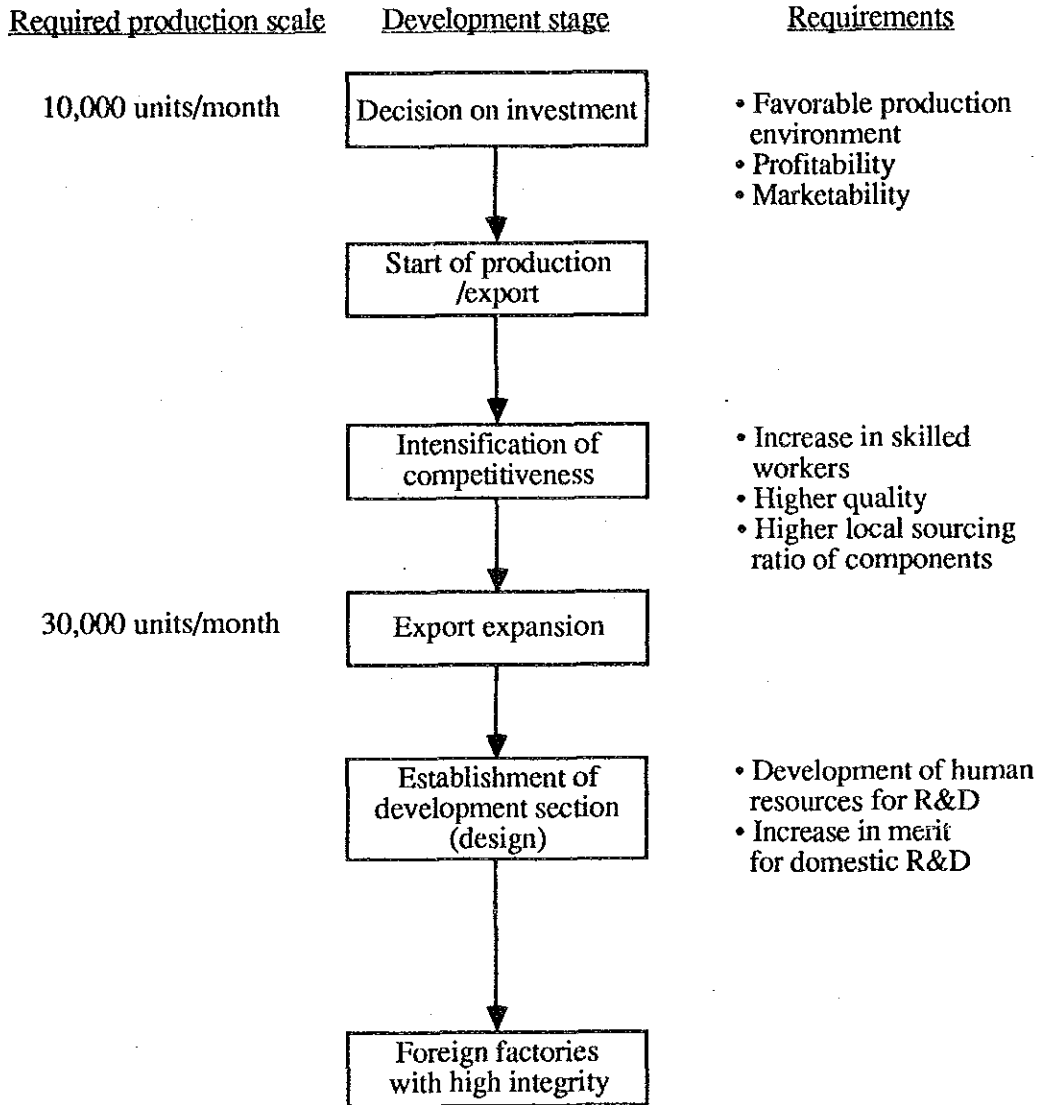 Required production scale
Development stage
Requirements
10,000 units/month
Decision on investment
• Favorable production
environment
• Profitability
• Marketability
Start of production
/export
Intensification of
competitiveness
• Increase in skilled
workers
• Higher quality
• Higher local sourcing
ratio of components
30,000 units/month
Export expansion
Establishment of
development section
(design)
• Development of human
resources for R&D
• Increase in merit
for domestic R&D
Foreign factories
with high integrity